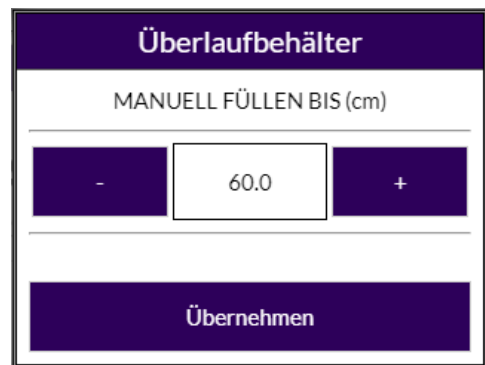 Überlaufbehälter
MANUELL FÜLLEN BIS (cm)
- 60.0 +
Übernehmen